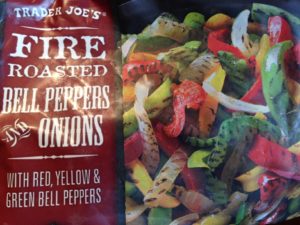 TRADER JOE'S
FIRE
ROASTED
BELL PEPPERS
AND ONIONS
WITH RED, YELLOW &
GREEN BELL PEPPERS